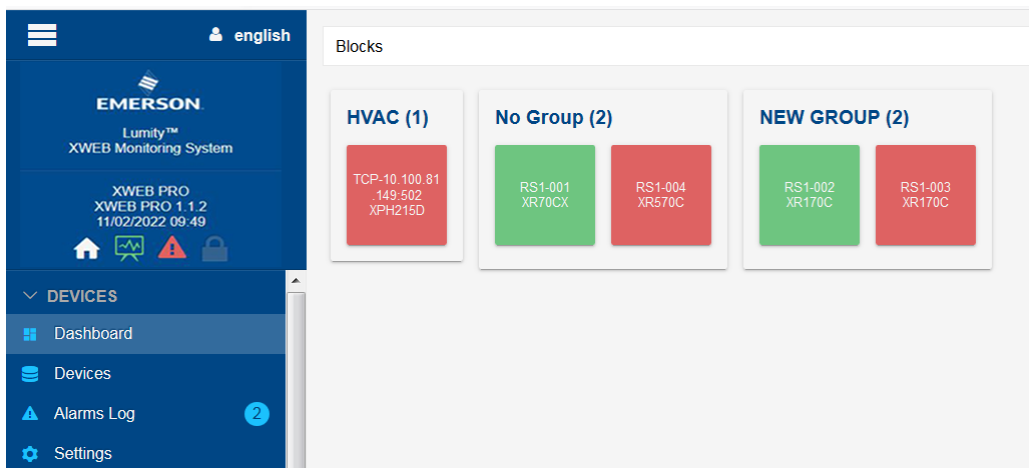 english
EMERSON
Lumity™
XWEB Monitoring System
XWEB PRO
XWEB PRO 1.1.2
11/02/2022 09:49
DEVICES
Dashboard
Devices
Alarms Log 2
Settings
Blocks
HVAC (1)
TCP-10.100.81
.149:502
XPH215D
No Group (2)
RS1-001
XR70CX
RS1-004
XR570C
NEW GROUP (2)
RS1-002
XR170C
RS1-003
XR170C